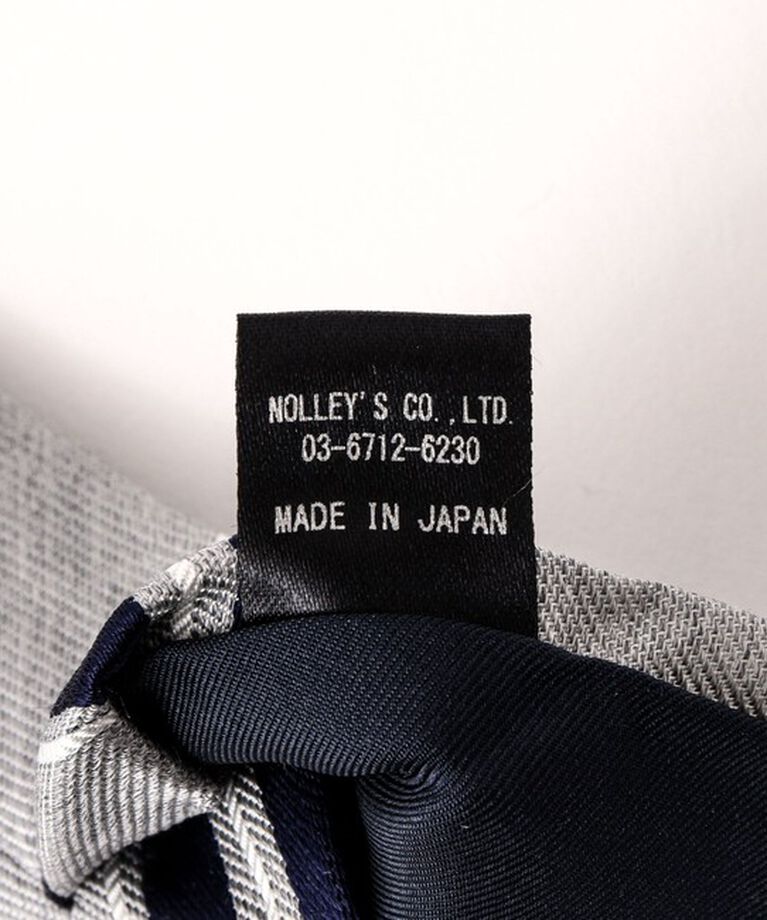 NOLLEY'S CO.,LTD.
03-6712-6230
MADE IN JAPAN